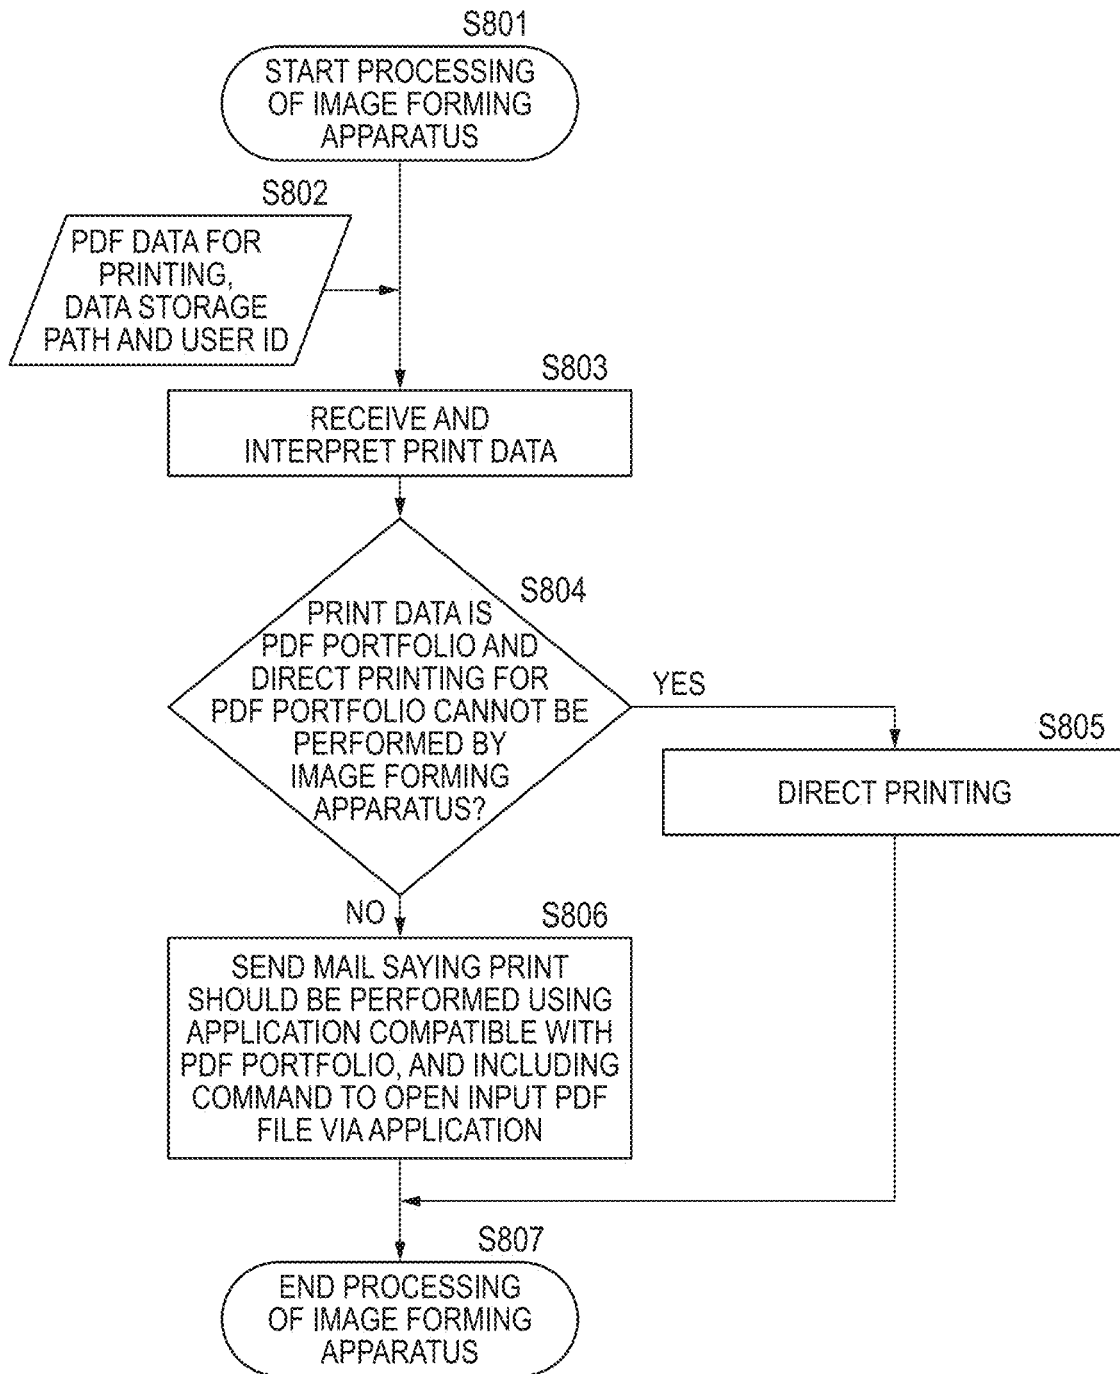 S801
START PROCESSING
OF IMAGE FORMING
APPARATUS
S802
PDF DATA FOR
PRINTING,
DATA STORAGE
PATH AND USER ID
S803
RECEIVE AND
INTERPRET PRINT DATA
S804
PRINT DATA IS
PDF PORTFOLIO AND
DIRECT PRINTING FOR
PDF PORTFOLIO CANNOT BE
PERFORMED BY
IMAGE FORMING
APPARATUS?
YES
S805
DIRECT PRINTING
NO
S806
SEND MAIL SAYING PRINT
SHOULD BE PERFORMED USING
APPLICATION COMPATIBLE WITH
PDF PORTFOLIO, AND INCLUDING
COMMAND TO OPEN INPUT PDF
FILE VIA APPLICATION
S807
END PROCESSING
OF IMAGE FORMING
APPARATUS